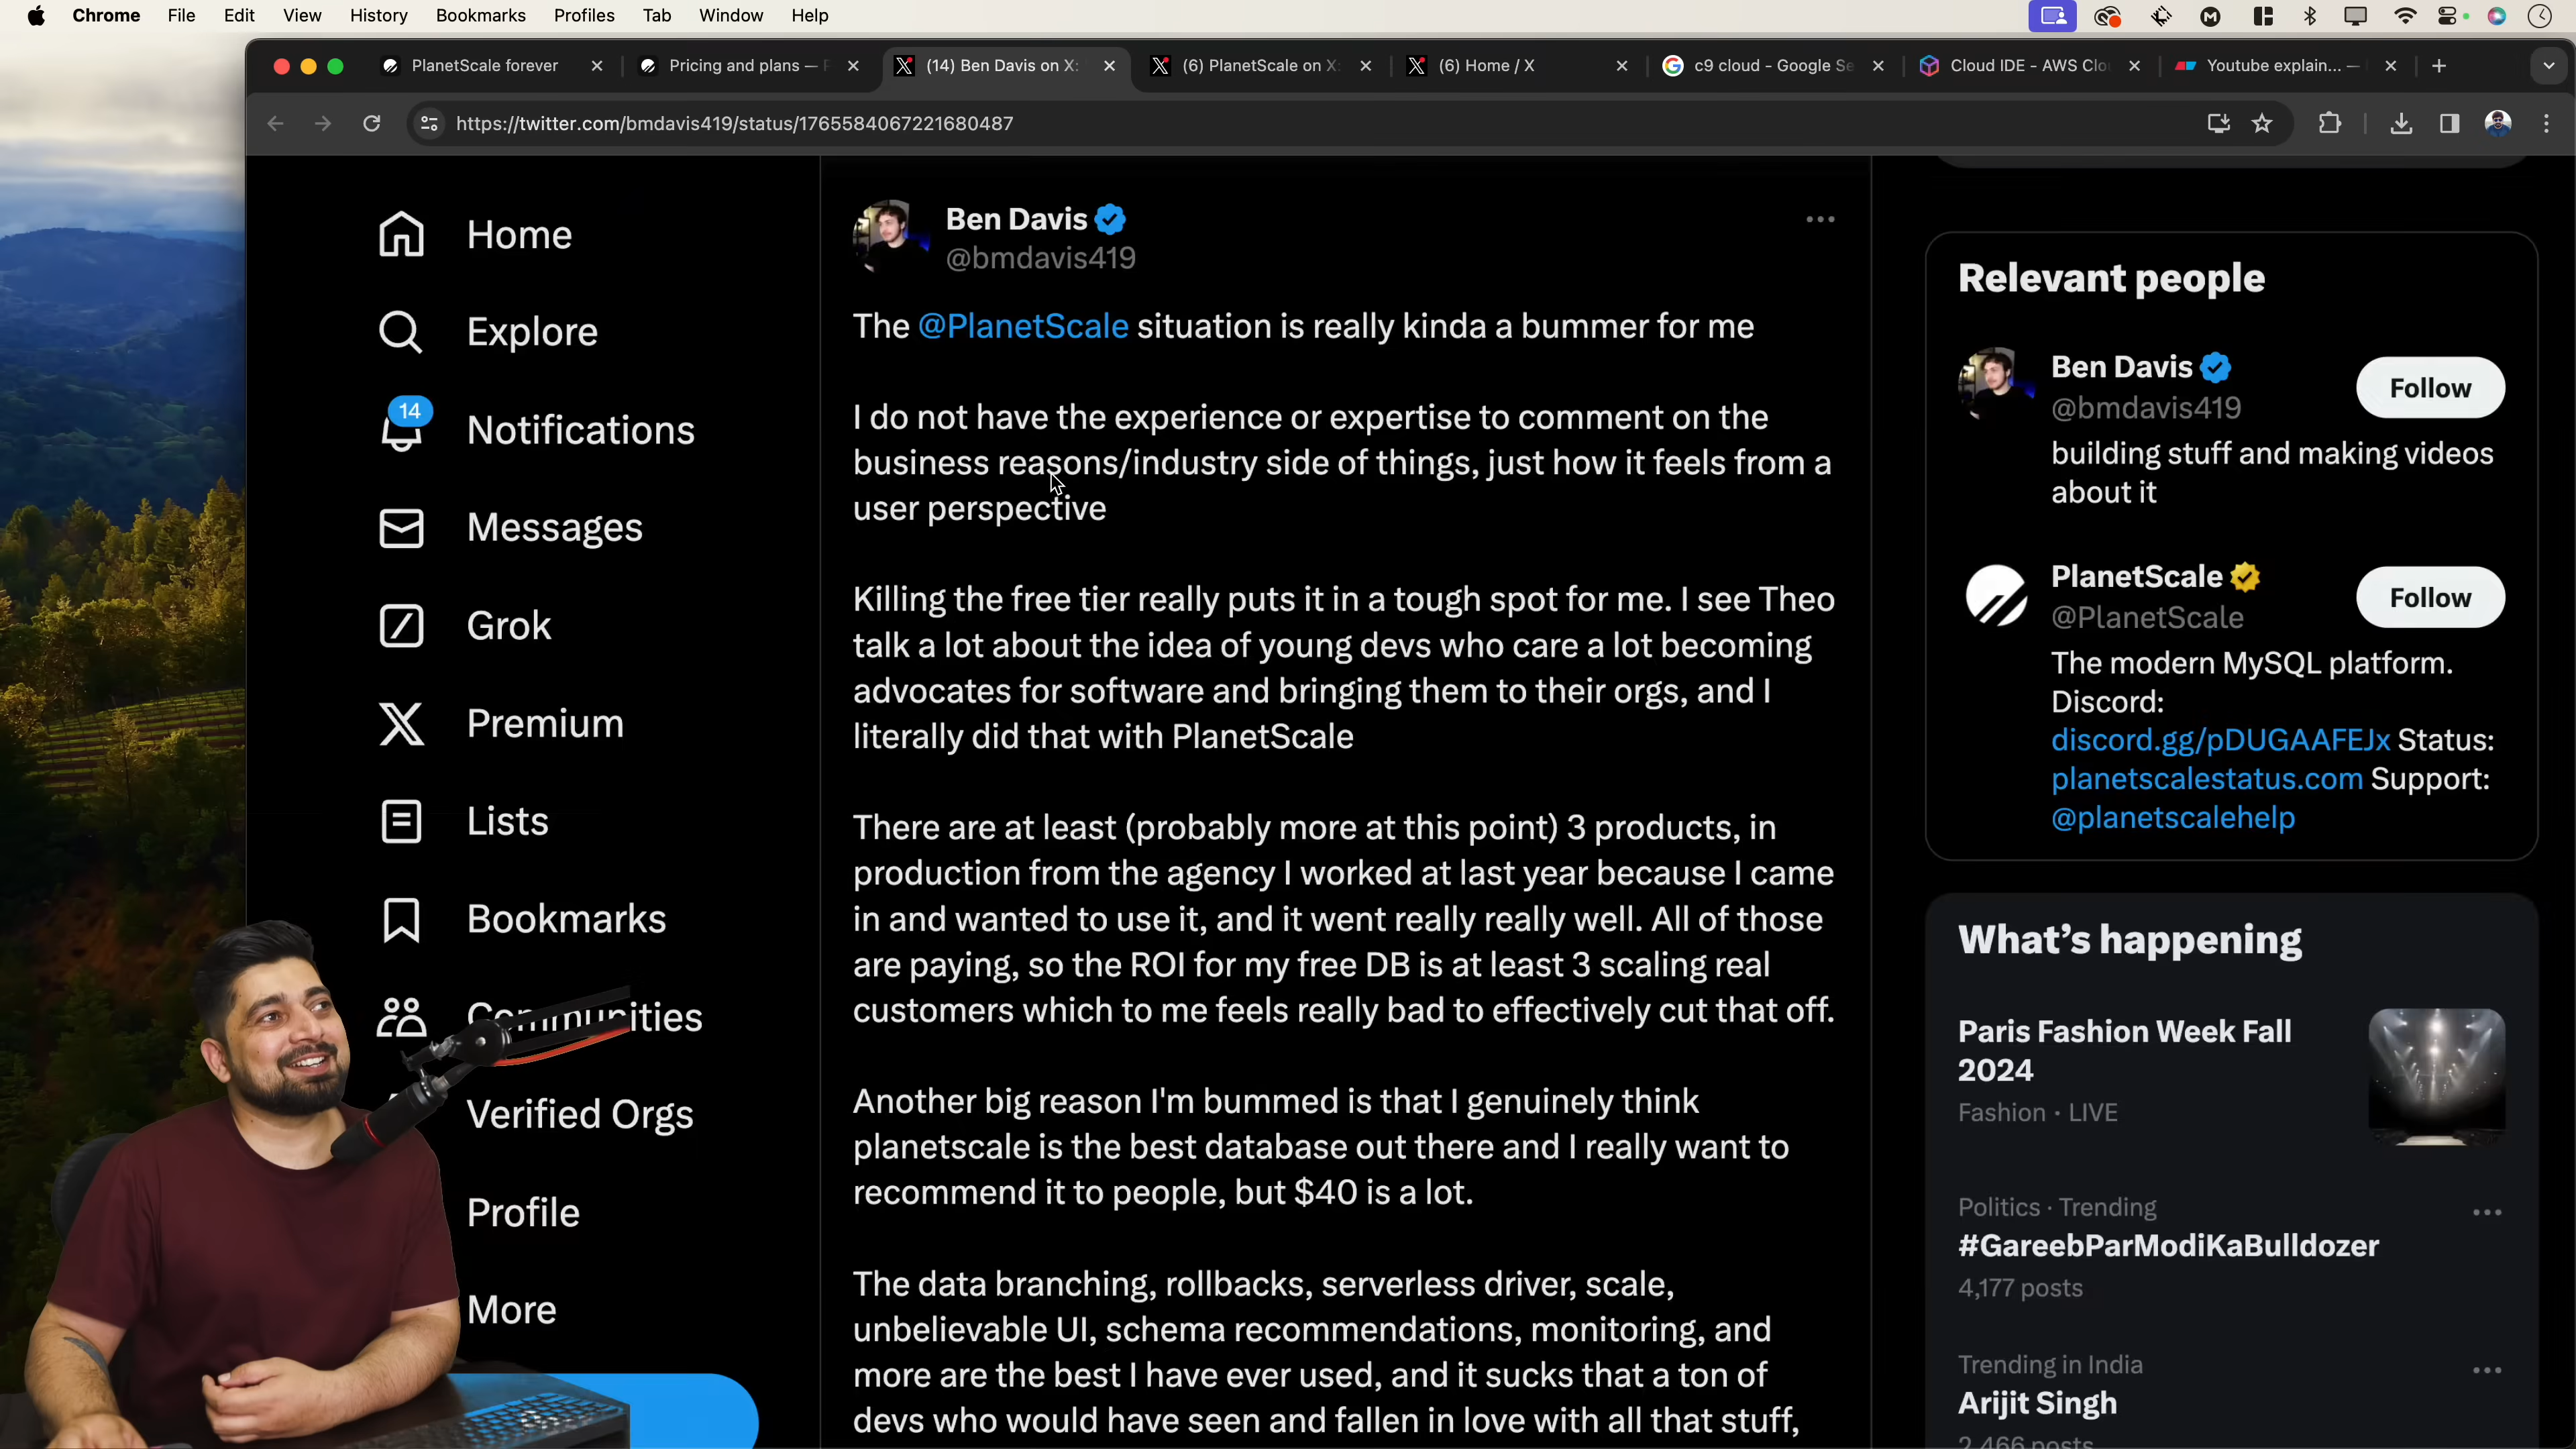 Chrome File Edit View History Bookmarks Profiles Tab Window Help
PlanetScale forever
Pricing and plans —
(14) Ben Davis on X:
(6) PlanetScale on X:
(6) Home / X
c9 cloud - Google Se
Cloud IDE - AWS Clo
Youtube explain... —
https://twitter.com/bmdavis419/status/1765584067221680487
Home
Explore
14
Notifications
Messages
Grok
Premium
Lists
Bookmarks
Communities
Verified Orgs
Profile
More
Ben Davis
@bmdavis419
The @PlanetScale situation is really kinda a bummer for me
I do not have the experience or expertise to comment on the
business reasons/industry side of things, just how it feels from a
user perspective
Killing the free tier really puts it in a tough spot for me. I see Theo
talk a lot about the idea of young devs who care a lot becoming
advocates for software and bringing them to their orgs, and I
literally did that with PlanetScale
There are at least (probably more at this point) 3 products, in
production from the agency I worked at last year because I came
in and wanted to use it, and it went really really well. All of those
are paying, so the ROI for my free DB is at least 3 scaling real
customers which to me feels really bad to effectively cut that off.
Another big reason I'm bummed is that I genuinely think
planetscale is the best database out there and I really want to
recommend it to people, but $40 is a lot.
The data branching, rollbacks, serverless driver, scale,
unbelievable UI, schema recommendations, monitoring, and
more are the best I have ever used, and it sucks that a ton of
devs who would have seen and fallen in love with all that stuff,
Relevant people
Ben Davis
@bmdavis419
Follow
building stuff and making videos
about it
PlanetScale
@PlanetScale
Follow
The modern MySQL platform.
Discord:
discord.gg/pDUGAAFEJx Status:
planetscalestatus.com Support:
@planetscalehelp
What's happening
Paris Fashion Week Fall
2024
Fashion · LIVE
Politics · Trending
#GareebParModiKaBulldozer
4,177 posts
Trending in India
Arijit Singh
2,466 posts